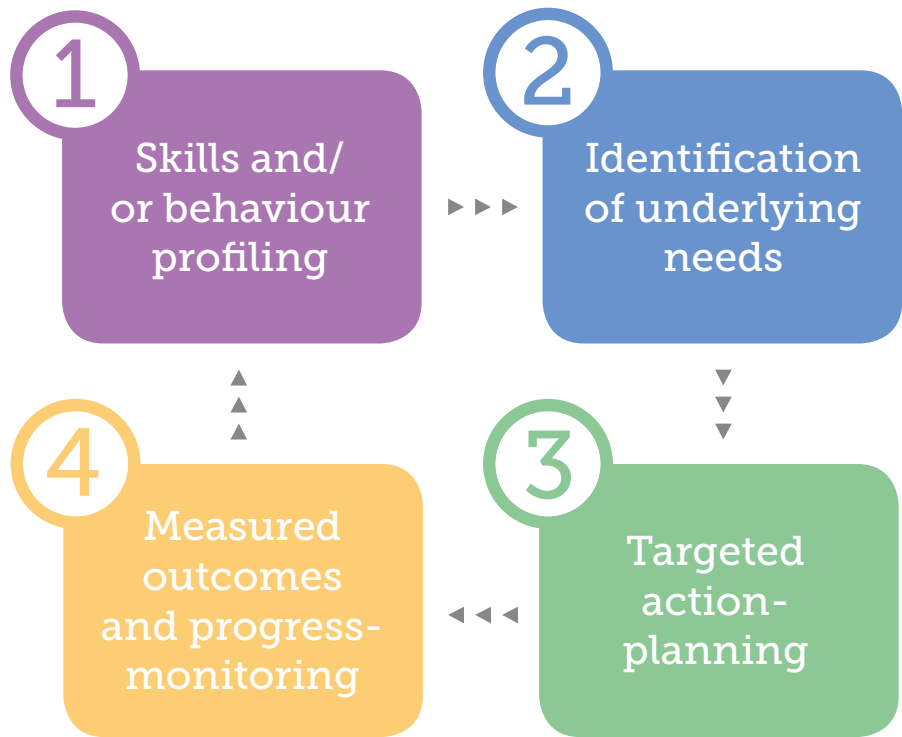 1
Skills and/
or behaviour
profiling
2
Identification
of underlying
needs
3
Targeted
action-
planning
4
Measured
outcomes
and progress-
monitoring